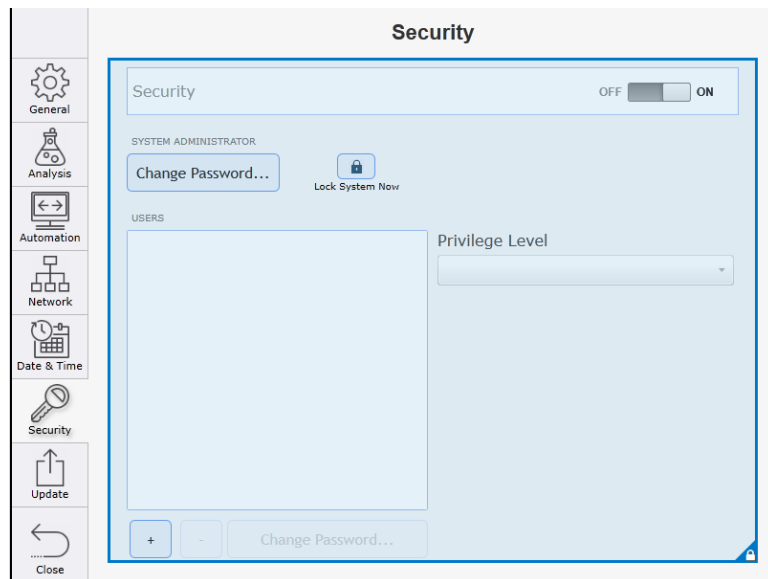 Security
General
Analysis
Automation
Network
Date & Time
Security
Update
Close
Security
OFF ON
SYSTEM ADMINISTRATOR
Change Password...
Lock System Now
USERS
Privilege Level
+ - Change Password...